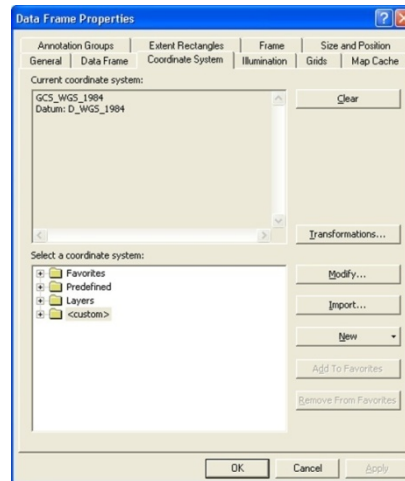 Data Frame Properties
?
Annotation Groups Extent Rectangles Frame Size and Position
General Data Frame Coordinate System Illumination Grids Map Cache
Current coordinate system:
GCS_WGS_1984
Datum: D_WGS_1984
Clear
Transformations...
Select a coordinate system:
Favorites
Predefined
Layers
<custom>
Modify...
Import...
New
Add To Favorites
Remove From Favorites
OK Cancel Apply